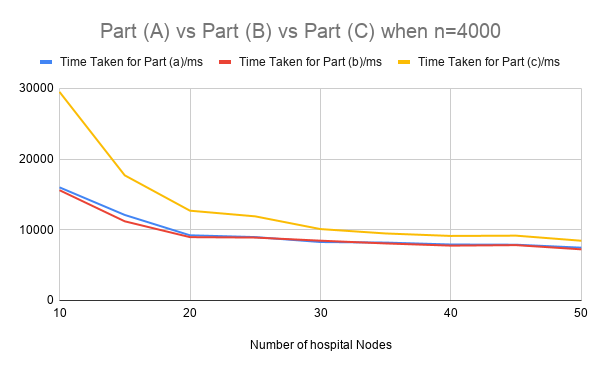 Part (A) vs Part (B) vs Part (C) when n=4000
Time Taken for Part (a)/ms Time Taken for Part (b)/ms Time Taken for Part (c)/ms
30000
20000
10000
0
10 20 30 40 50
Number of hospital Nodes